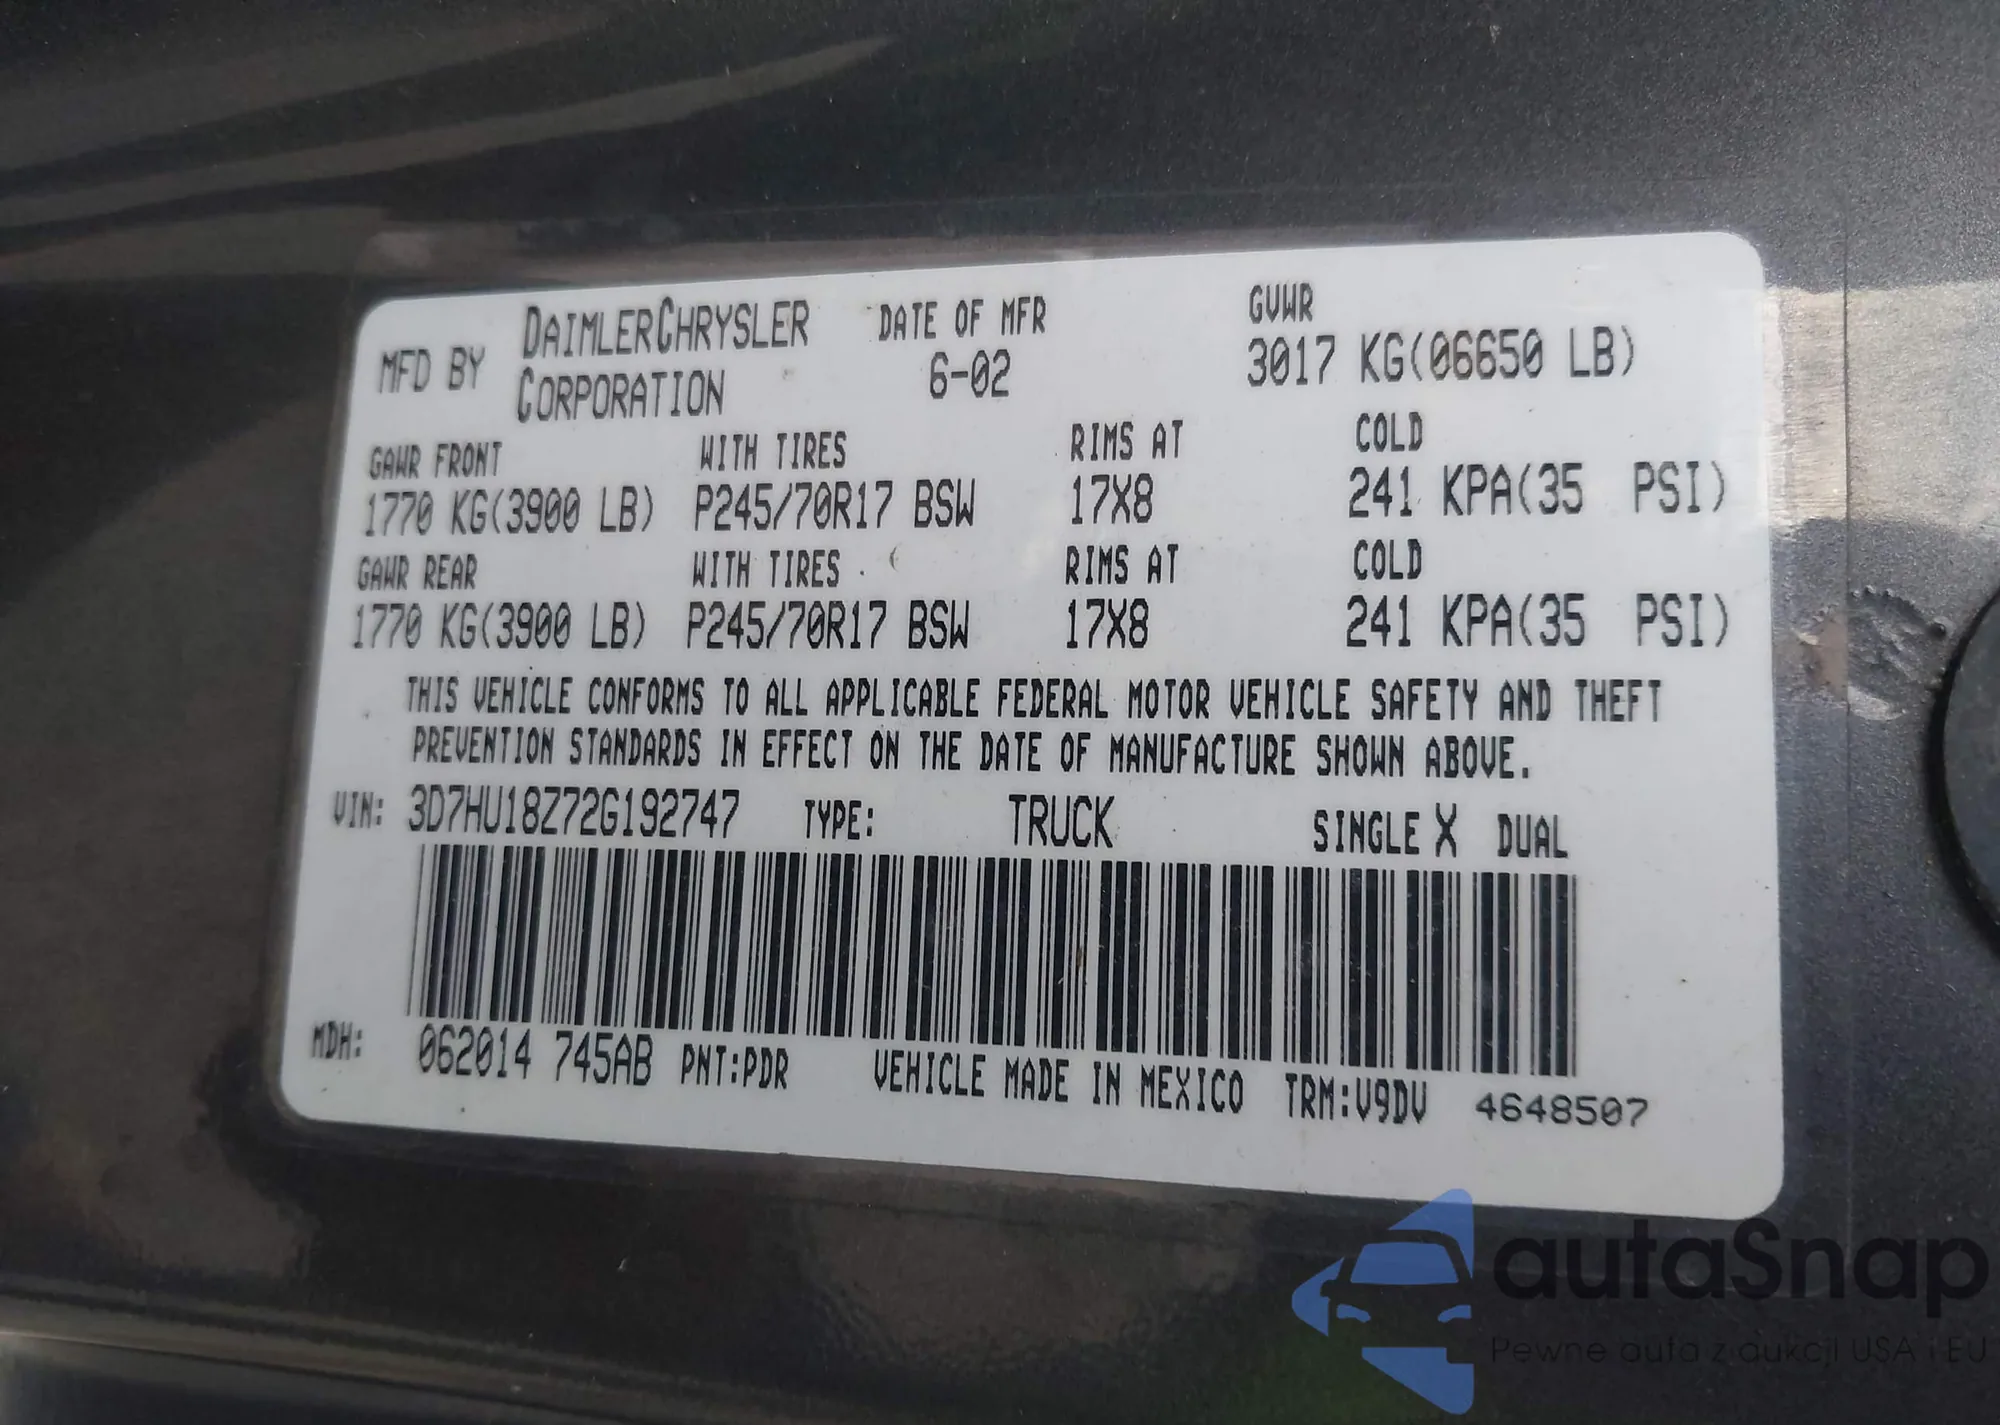 MFD BY DAIMLERCHRYSLER CORPORATION DATE OF MFR 6-02 GVWR 3017 KG(06650 LB)
GAWR FRONT WITH TIRES RIMS AT COLD
1770 KG(3900 LB) P245/70R17 BSW 17X8 241 KPA(35 PSI)
GAWR REAR WITH TIRES RIMS AT COLD
1770 KG(3900 LB) P245/70R17 BSW 17X8 241 KPA(35 PSI)
THIS VEHICLE CONFORMS TO ALL APPLICABLE FEDERAL MOTOR VEHICLE SAFETY AND THEFT
PREVENTION STANDARDS IN EFFECT ON THE DATE OF MANUFACTURE SHOWN ABOVE.
VIN: 3D7HU18Z72G192747 TYPE: TRUCK SINGLE X DUAL
MDH: 062014 745AB PNT:PDR VEHICLE MADE IN MEXICO TRM:V9DV 4648507
autaSnap
Pewne auta z aukcji USA i EU